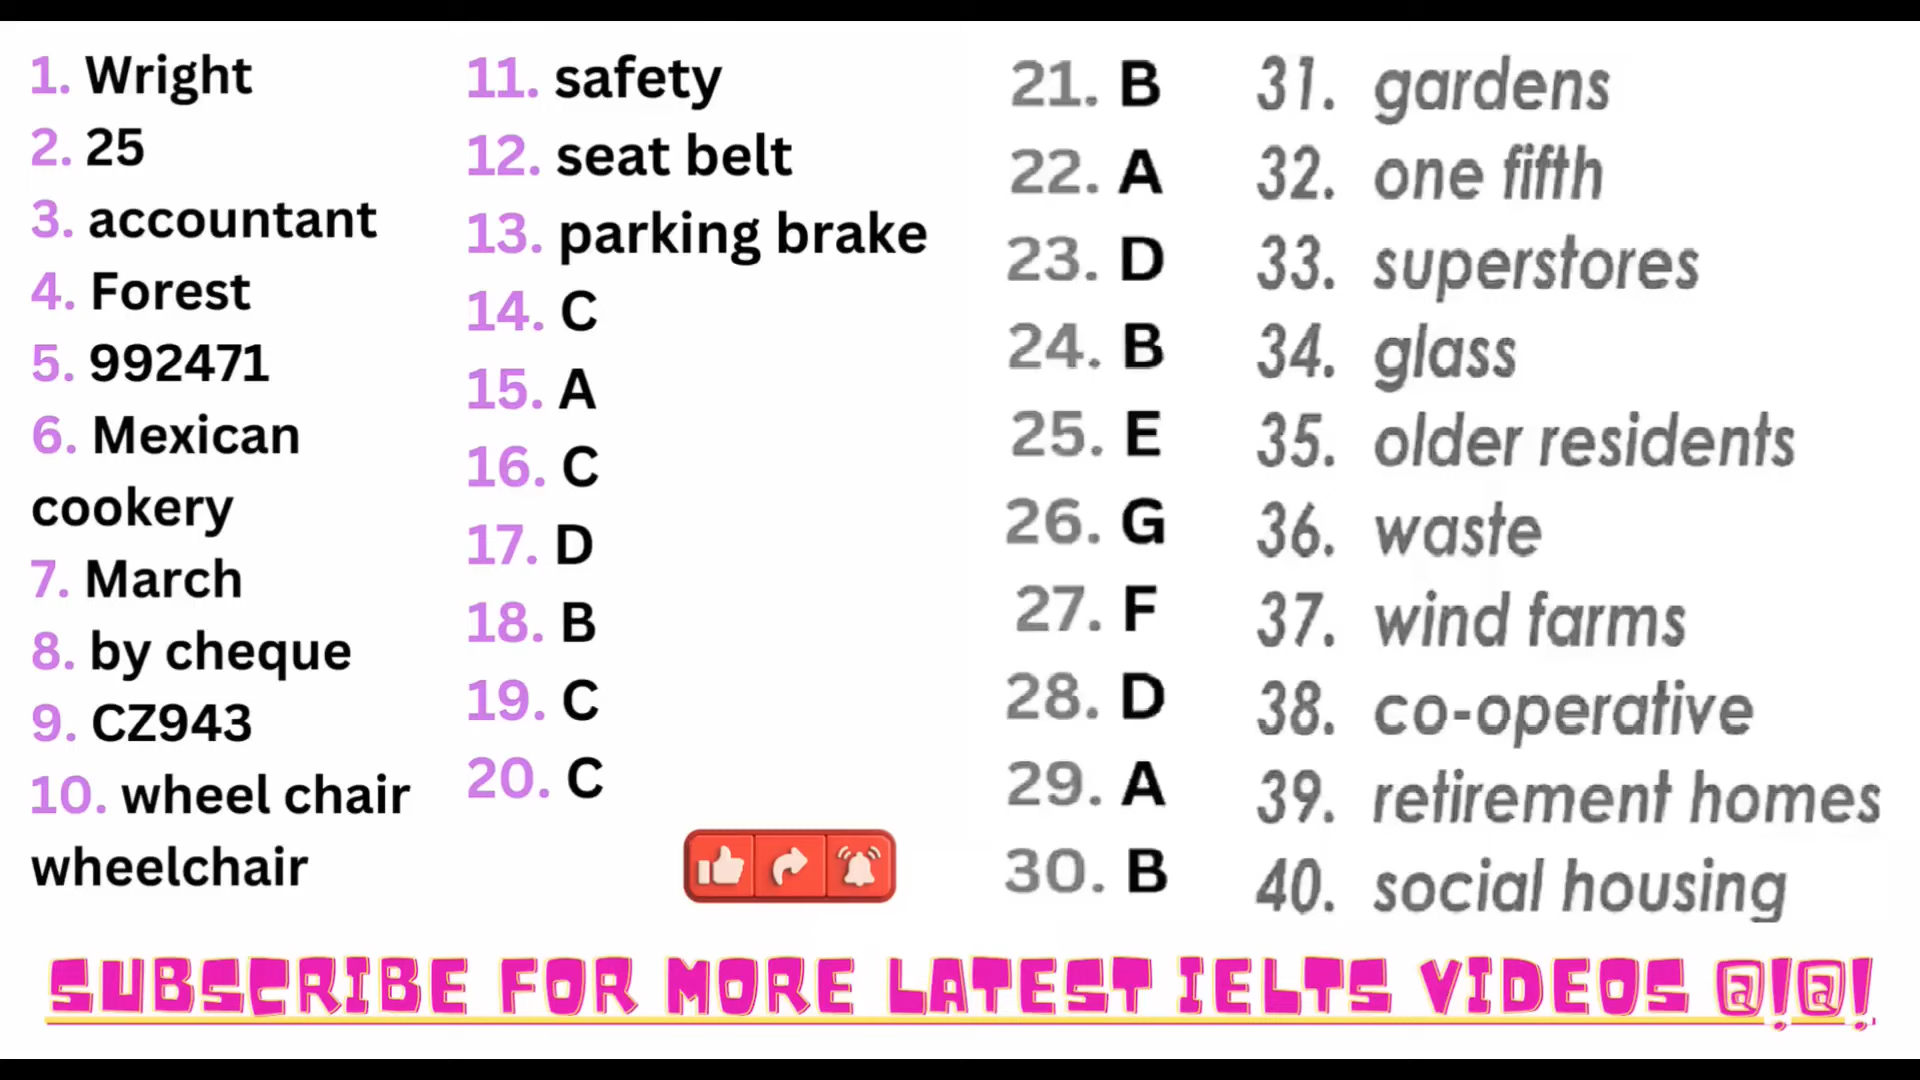 1. Wright
2. 25
3. accountant
4. Forest
5. 992471
6. Mexican
cookery
7. March
8. by cheque
9. CZ943
10. wheel chair
wheelchair
11. safety
12. seat belt
13. parking brake
14. C
15. A
16. C
17. D
18. B
19. C
20. C
21. B
22. A
23. D
24. B
25. E
26. G
27. F
28. D
29. A
30. B
31. gardens
32. one fifth
33. superstores
34. glass
35. older residents
36. waste
37. wind farms
38. co-operative
39. retirement homes
40. social housing
SUBSCRIBE FOR MORE LATEST IELTS VIDEOS @!@!